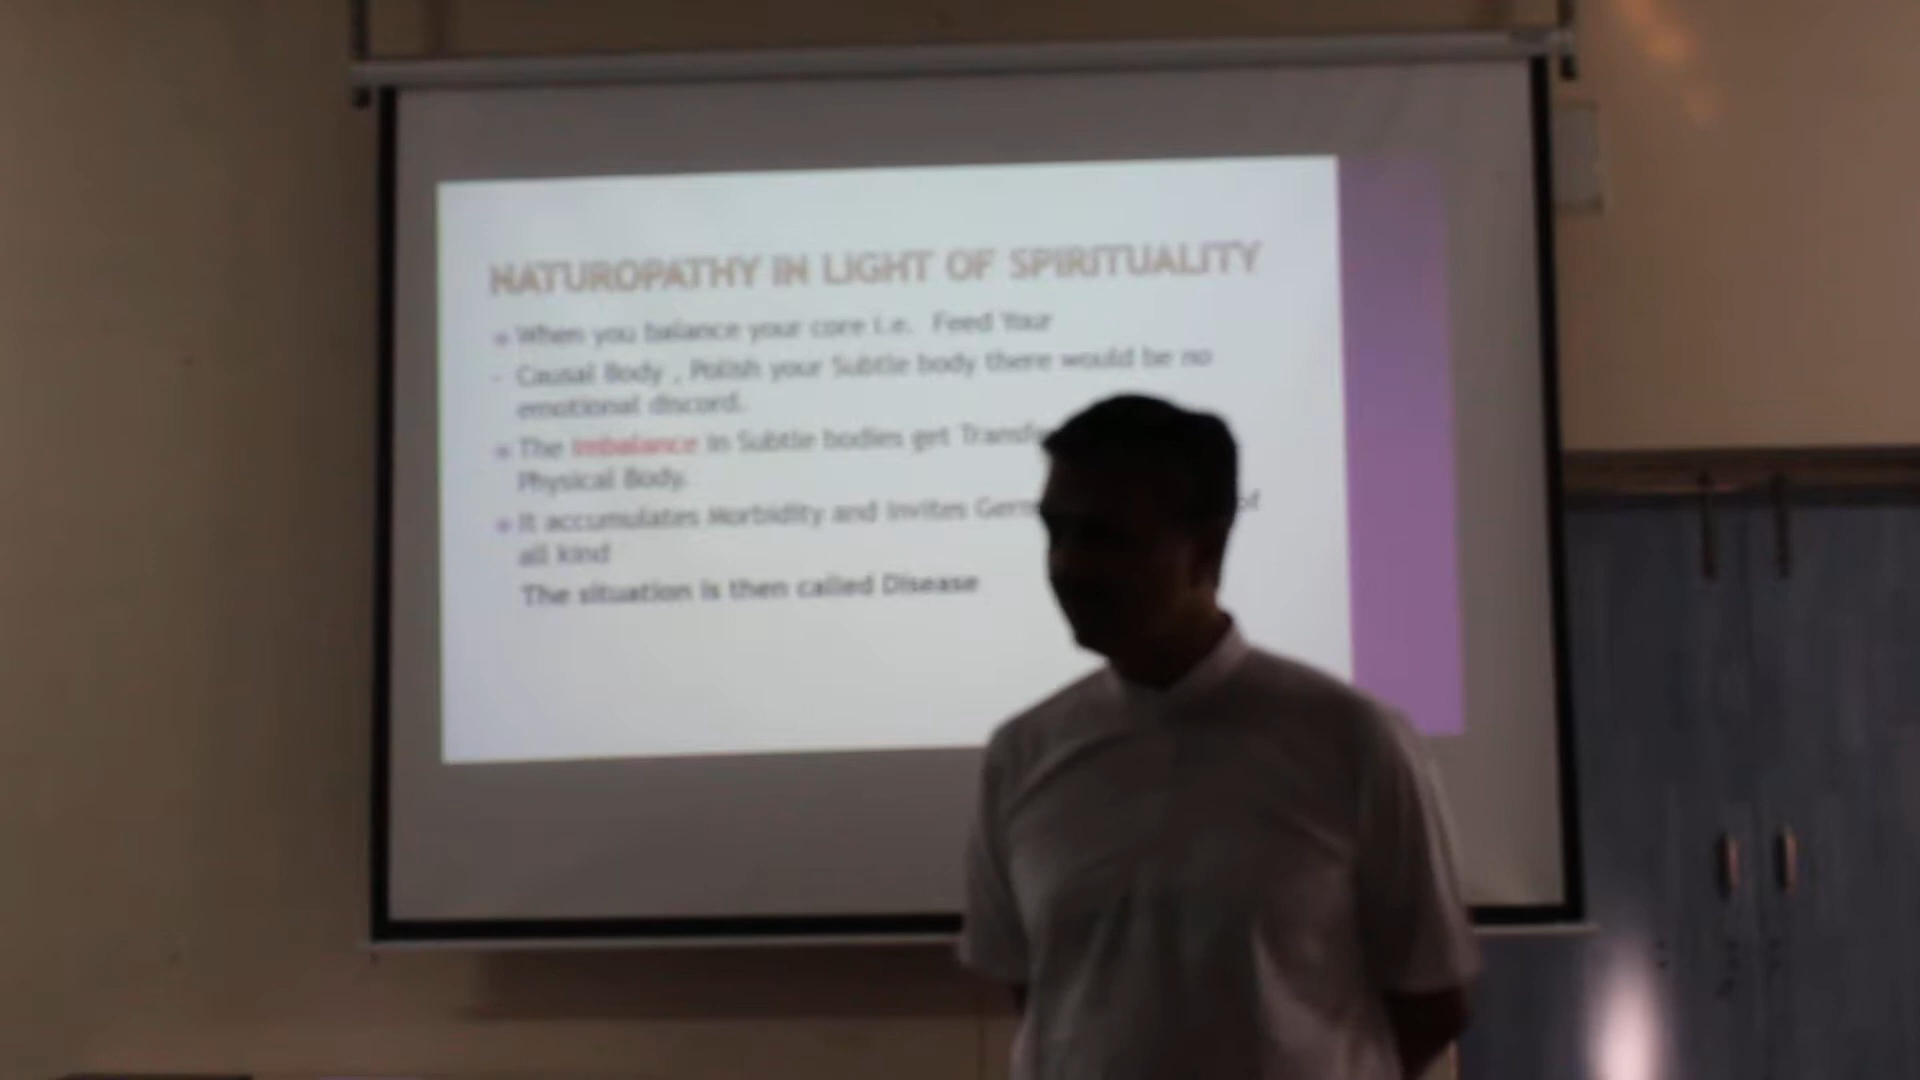 NATUROPATHY IN LIGHT OF SPIRITUALITY
When you balance your core i.e. Feed Your
- Causal Body , Polish your Subtle body there would be no
emotional discord.
The Imbalance in Subtle bodies get
Physical Body.
It accumulates Morbidity and invites of
all kind
The situation is then called Disease